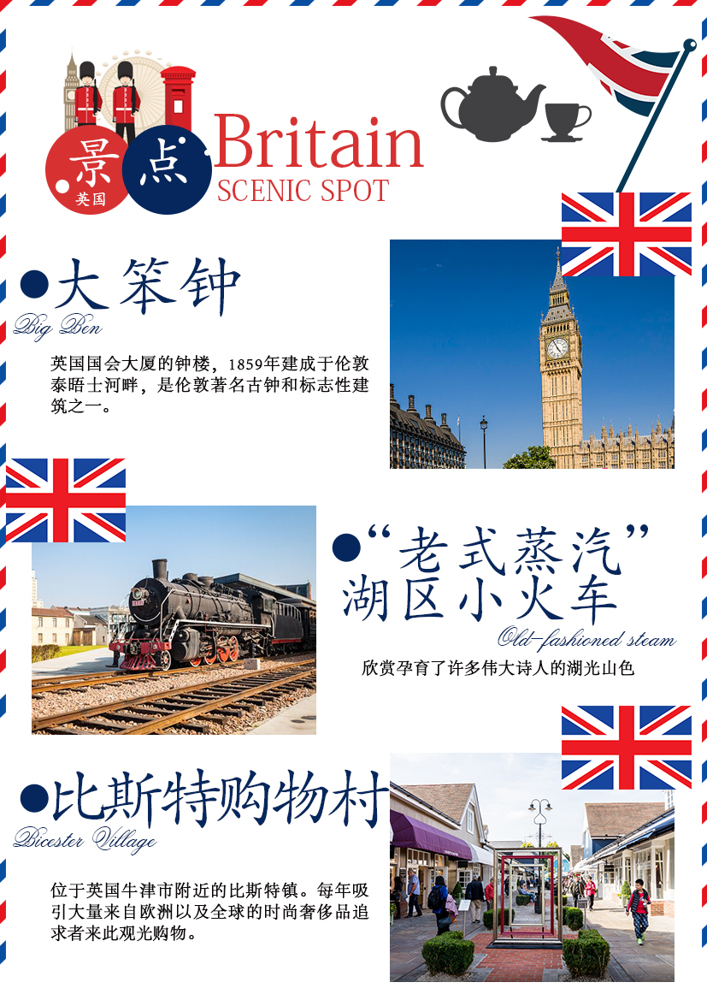 景点
英国
Britain
SCENIC SPOT
大笨钟
Big Ben
英国国会大厦的钟楼，1859年建成于伦敦
泰晤士河畔，是伦敦著名古钟和标志性建
筑之一。
“老式蒸汽”
湖区小火车
Old-fashioned steam
欣赏孕育了许多伟大诗人的湖光山色
比斯特购物村
Bicester Village
位于英国牛津市附近的比斯特镇。每年吸
引大量来自欧洲以及全球的时尚奢侈品追
求者来此观光购物。